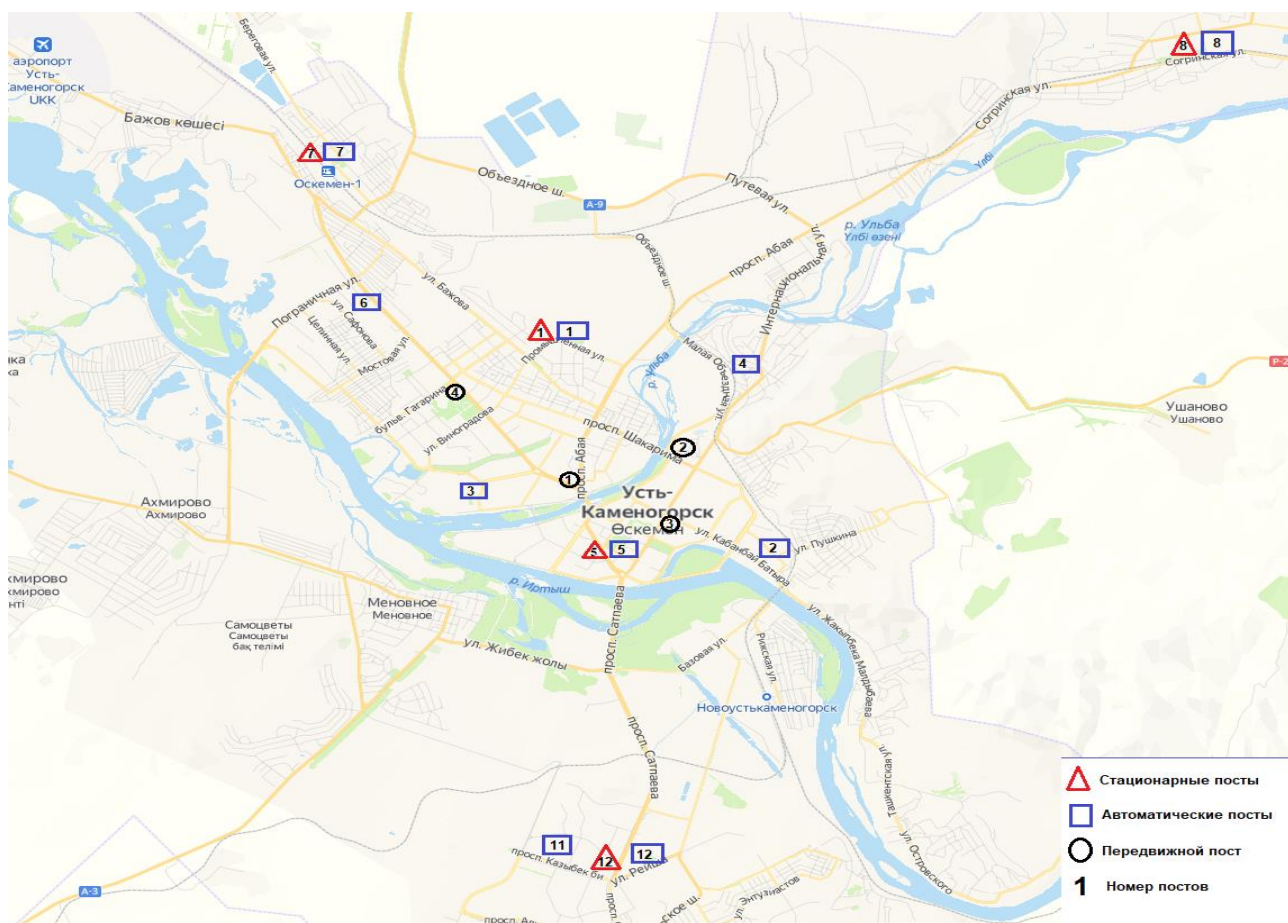 Береговая ул.
аэропорт
Усть-
Каменогорск
UKK
8
8
Согринская ул.
Согринская ул.
Бажов көшесі
7
7
Оскемен-1
Объездное ш.
A-9
Путевая ул.
Үлбі
р. Ульба
Үлбі өзені
просп. Абая
Объездное ш.
Интернациональная ул.
Пограничная ул.
ул. Бажова
6
ул. Сафонова
Целинная ул.
Мостовая ул.
1
1
Промышленная ул.
р. Ульба
Малая Объездная ул.
4
P-2
4
бульв. Гагарина
ул. Виноградова
просп. Шакарима
2
Ушаново
Ушаново
просп. Абая
1
3
Усть-
Каменогорск
Өскемен
3
Ахмирово
Ахмирово
5
5
ул. Кабанбай Батыра
2
ул. Пушкина
р. Иртыш
Меновное
Меновное
Самоцветы
Самоцветы
бақ телімі
ул. Жибек жолы
просп. Сатпаева
Базовая ул.
Рижская ул.
ул. Жакыпбека Малдыбаева
Новоустькаменогорск
просп. Сатпаева
Ташкентская ул.
ул. Островского
11
12
12
просп. Казыбек би
ул. Рейша
Энтузиастов
A-3
Стационарные посты
Автоматические посты
Передвижной пост
1 Номер постов